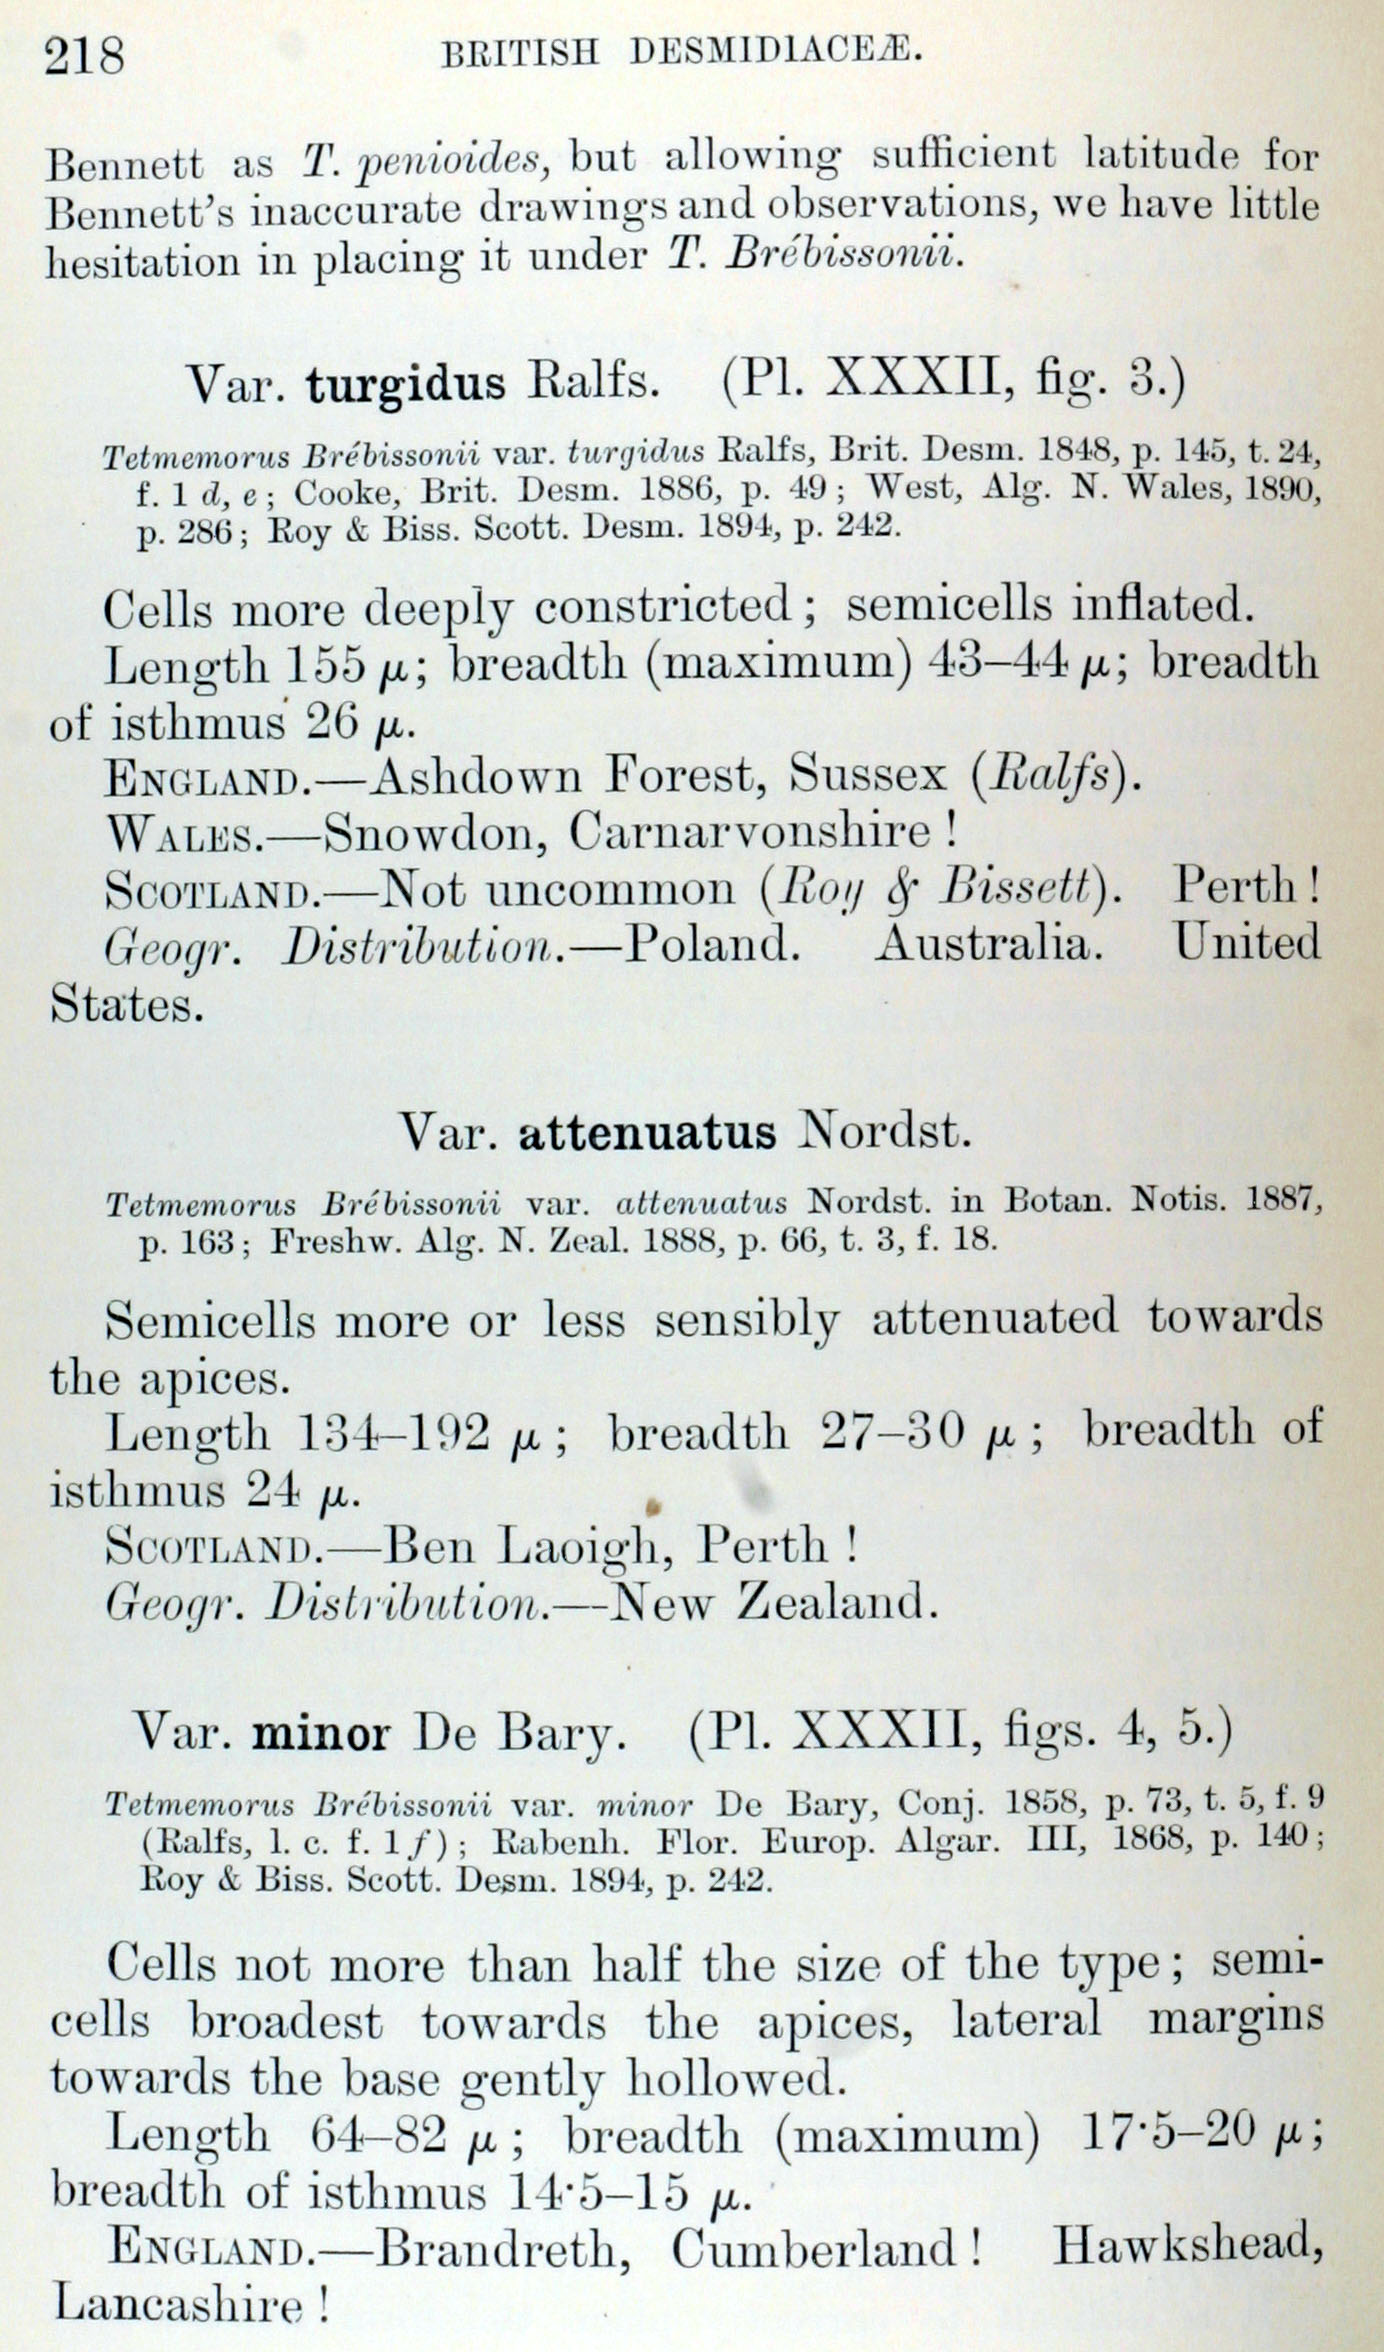 218
BRITISH DESMIDIACEÆ.
Bennett as T. penioides, but allowing sufficient latitude for
Bennett's inaccurate drawings and observations, we have little
hesitation in placing it under T. Brébissonii.
Var. turgidus Ralfs. (Pl. XXXII, fig. 3.)
Tetmemorus Brébissonii var. turgidus Ralfs, Brit. Desm. 1848, p. 145, t. 24,
f. 1 d, e; Cooke, Brit. Desm. 1886, p. 49; West, Alg. N. Wales, 1890,
p. 286; Roy & Biss. Scott. Desm. 1894, p. 242.
Cells more deeply constricted; semicells inflated.
Length 155 μ; breadth (maximum) 43–44 μ; breadth
of isthmus 26 μ.
ENGLAND.—Ashdown Forest, Sussex (Ralfs).
WALES.—Snowdon, Carnarvonshire!
SCOTLAND.—Not uncommon (Roy & Bissett). Perth!
Geogr. Distribution.—Poland. Australia. United
States.
Var. attenuatus Nordst.
Tetmemorus Brébissonii var. attenuatus Nordst. in Botan. Notis. 1887,
p. 163; Freshw. Alg. N. Zeal. 1888, p. 66, t. 3, f. 18.
Semicells more or less sensibly attenuated towards
the apices.
Length 134–192 μ; breadth 27–30 μ; breadth of
isthmus 24 μ.
SCOTLAND.—Ben Laoigh, Perth!
Geogr. Distribution.—New Zealand.
Var. minor De Bary. (Pl. XXXII, figs. 4, 5.)
Tetmemorus Brébissonii var. minor De Bary, Conj. 1858, p. 73, t. 5, f. 9
(Ralfs, l. c. f. 1 f); Rabenh. Flor. Europ. Algar. III, 1868, p. 140;
Roy & Biss. Scott. Desm. 1894, p. 242.
Cells not more than half the size of the type; semi-
cells broadest towards the apices, lateral margins
towards the base gently hollowed.
Length 64–82 μ; breadth (maximum) 17·5–20 μ;
breadth of isthmus 14·5–15 μ.
ENGLAND.—Brandreth, Cumberland! Hawkshead,
Lancashire!